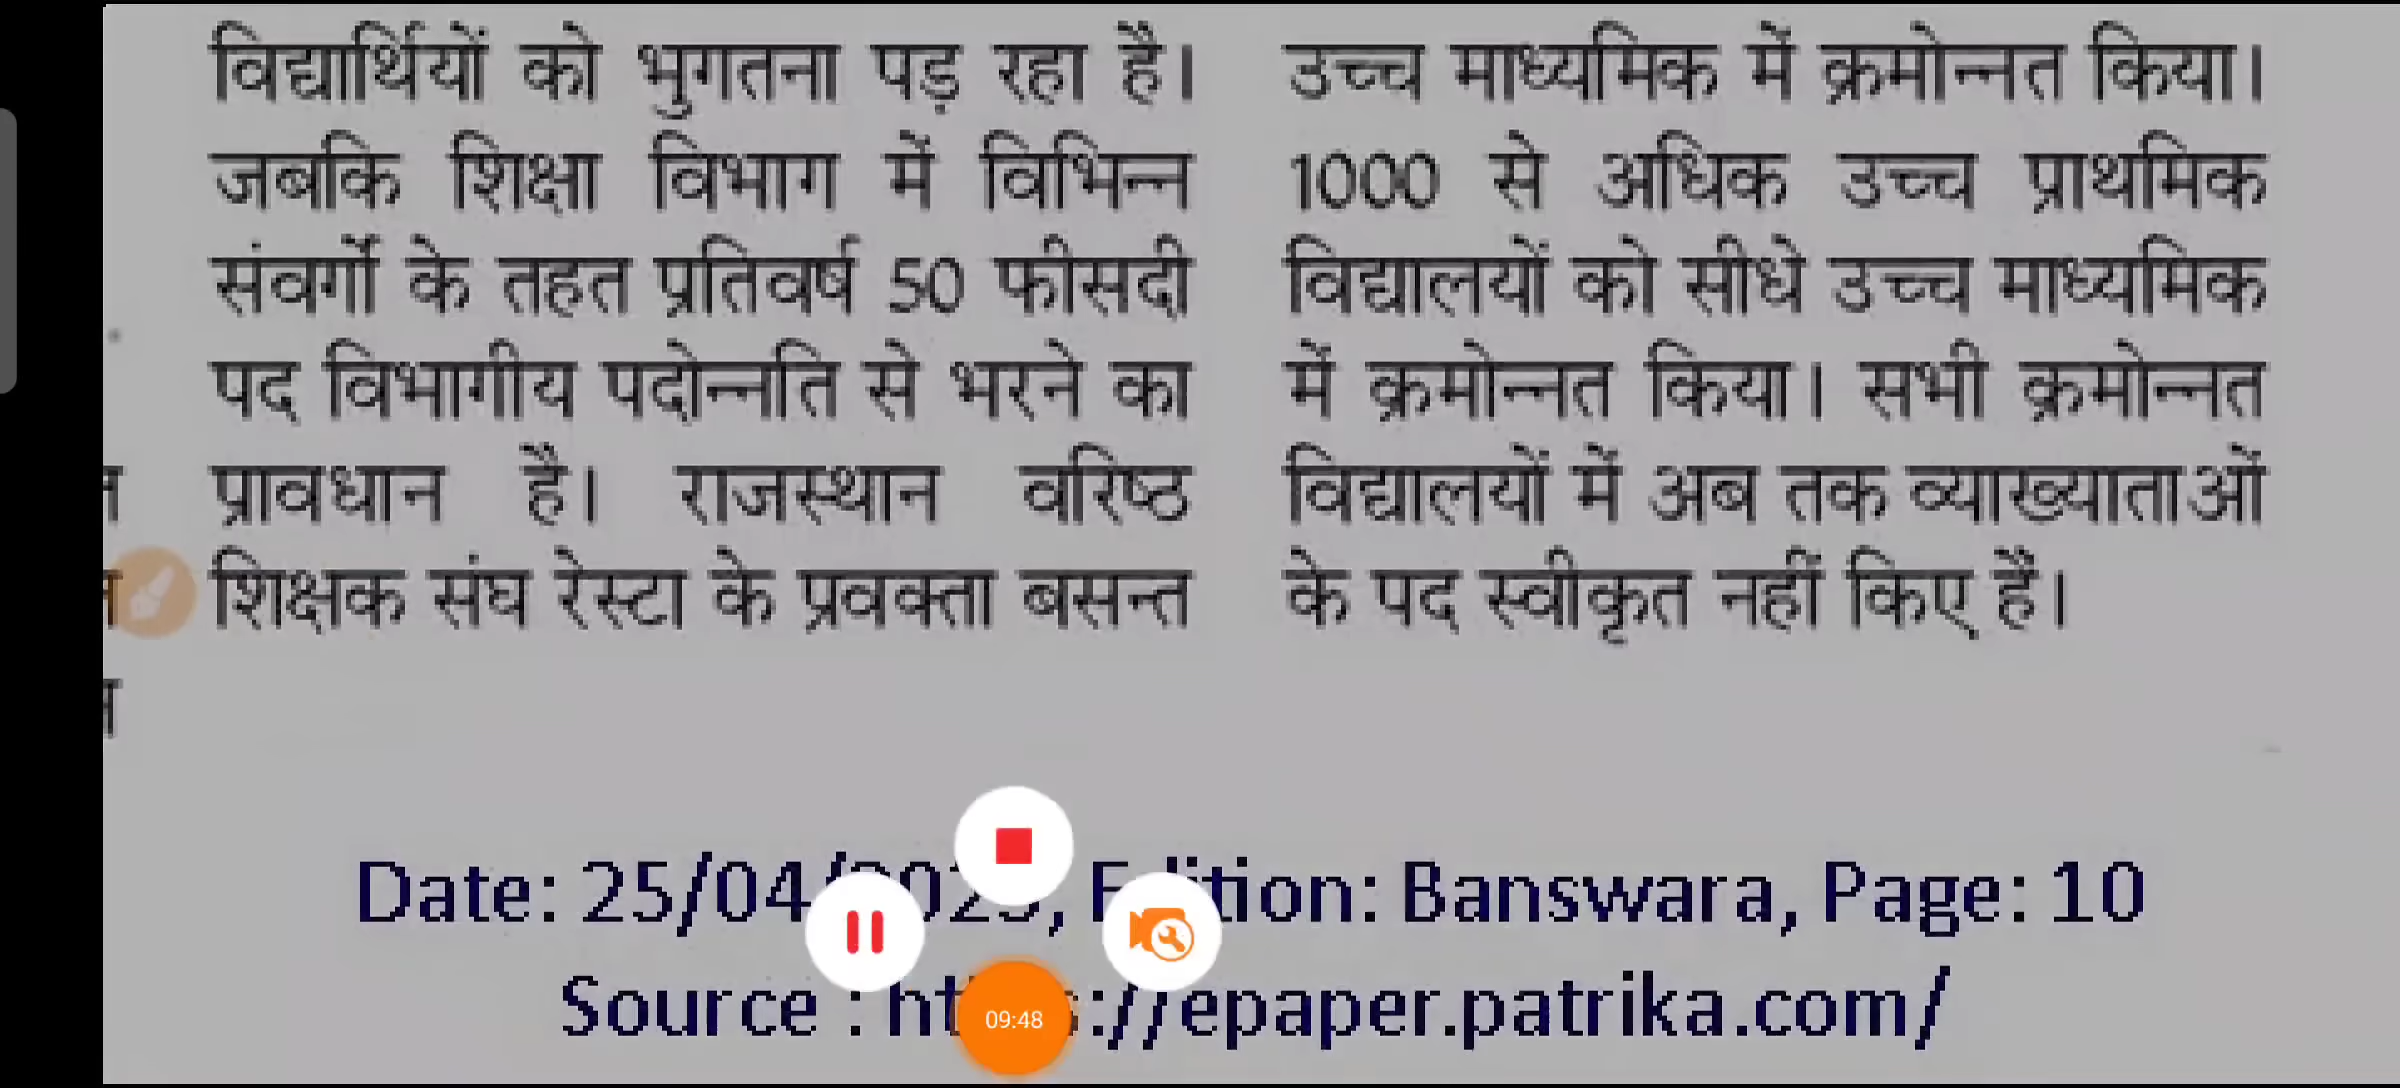 विद्यार्थियों को भुगतना पड़ रहा है।
जबकि शिक्षा विभाग में विभिन्न
संवर्गों के तहत प्रतिवर्ष 50 फीसदी
पद विभागीय पदोन्नति से भरने का
प्रावधान है। राजस्थान वरिष्ठ
शिक्षक संघ रेस्टा के प्रवक्ता बसन्त
उच्च माध्यमिक में क्रमोन्नत किया।
1000 से अधिक उच्च प्राथमिक
विद्यालयों को सीधे उच्च माध्यमिक
में क्रमोन्नत किया। सभी क्रमोन्नत
विद्यालयों में अब तक व्याख्याताओं
के पद स्वीकृत नहीं किए हैं।
Date: Edition: Banswara, Page: 10
Source : https://epaper.patrika.com/
09:48